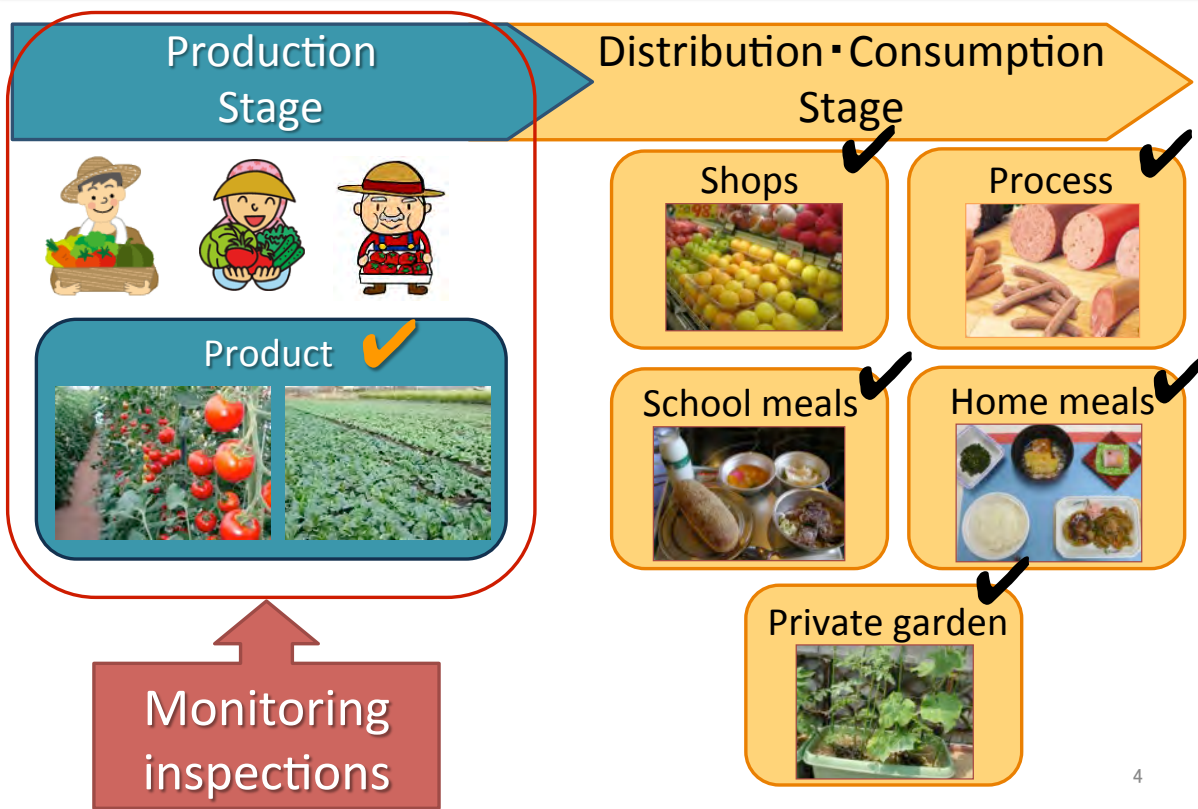 Production
Stage
Distribution・Consumption
Stage
Shops
Process
Product
School meals
Home meals
Private garden
Monitoring
inspections
4